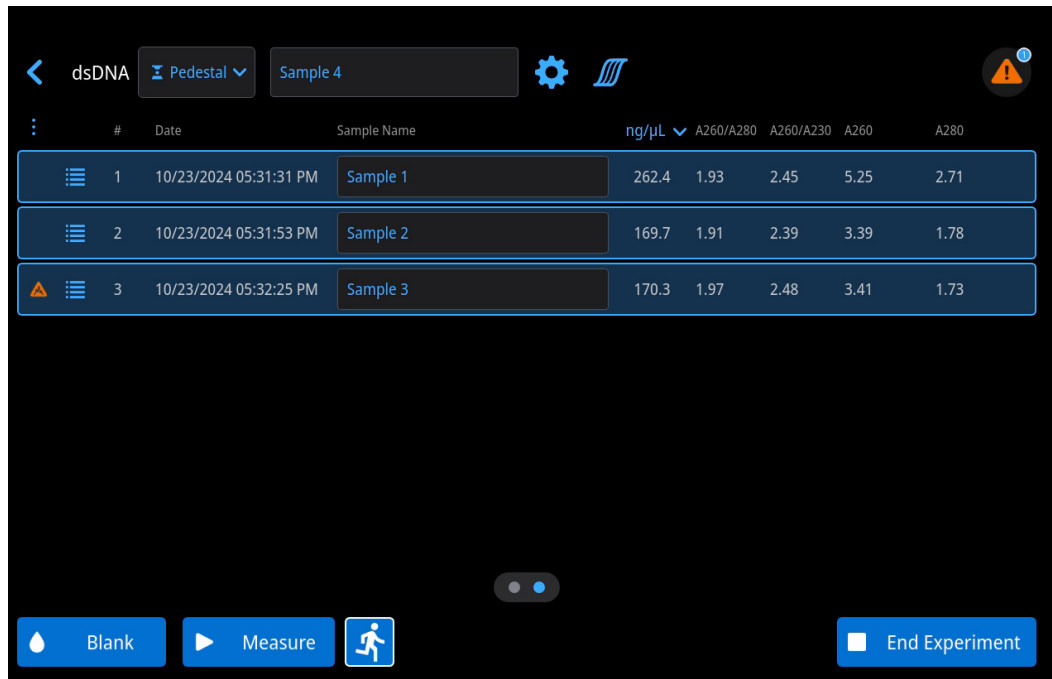 dsDNA Pedestal Sample 4 1
# Date Sample Name ng/µL A260/A280 A260/A230 A260 A280
1 10/23/2024 05:31:31 PM Sample 1 262.4 1.93 2.45 5.25 2.71
2 10/23/2024 05:31:53 PM Sample 2 169.7 1.91 2.39 3.39 1.78
3 10/23/2024 05:32:25 PM Sample 3 170.3 1.97 2.48 3.41 1.73
Blank Measure End Experiment